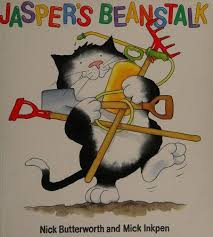 JASPER'S BEANSTALK
Nick Butterworth and Mick Inkpen